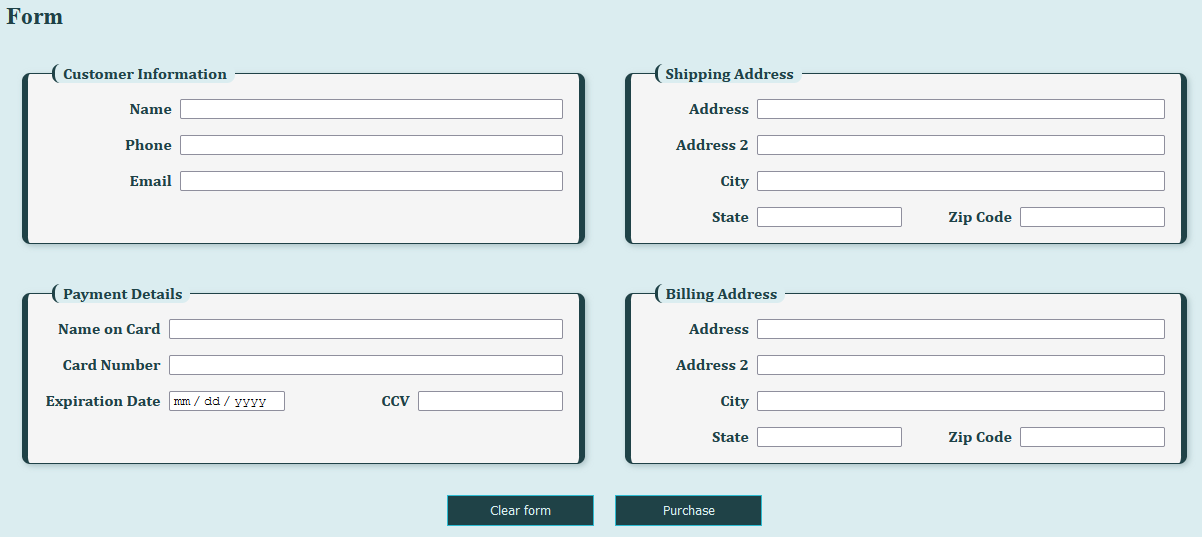 Form
Customer Information
Name
Phone
Email
Shipping Address
Address
Address 2
City
State Zip Code
Payment Details
Name on Card
Card Number
Expiration Date mm / dd / yyyy CCV
Billing Address
Address
Address 2
City
State Zip Code
Clear form Purchase